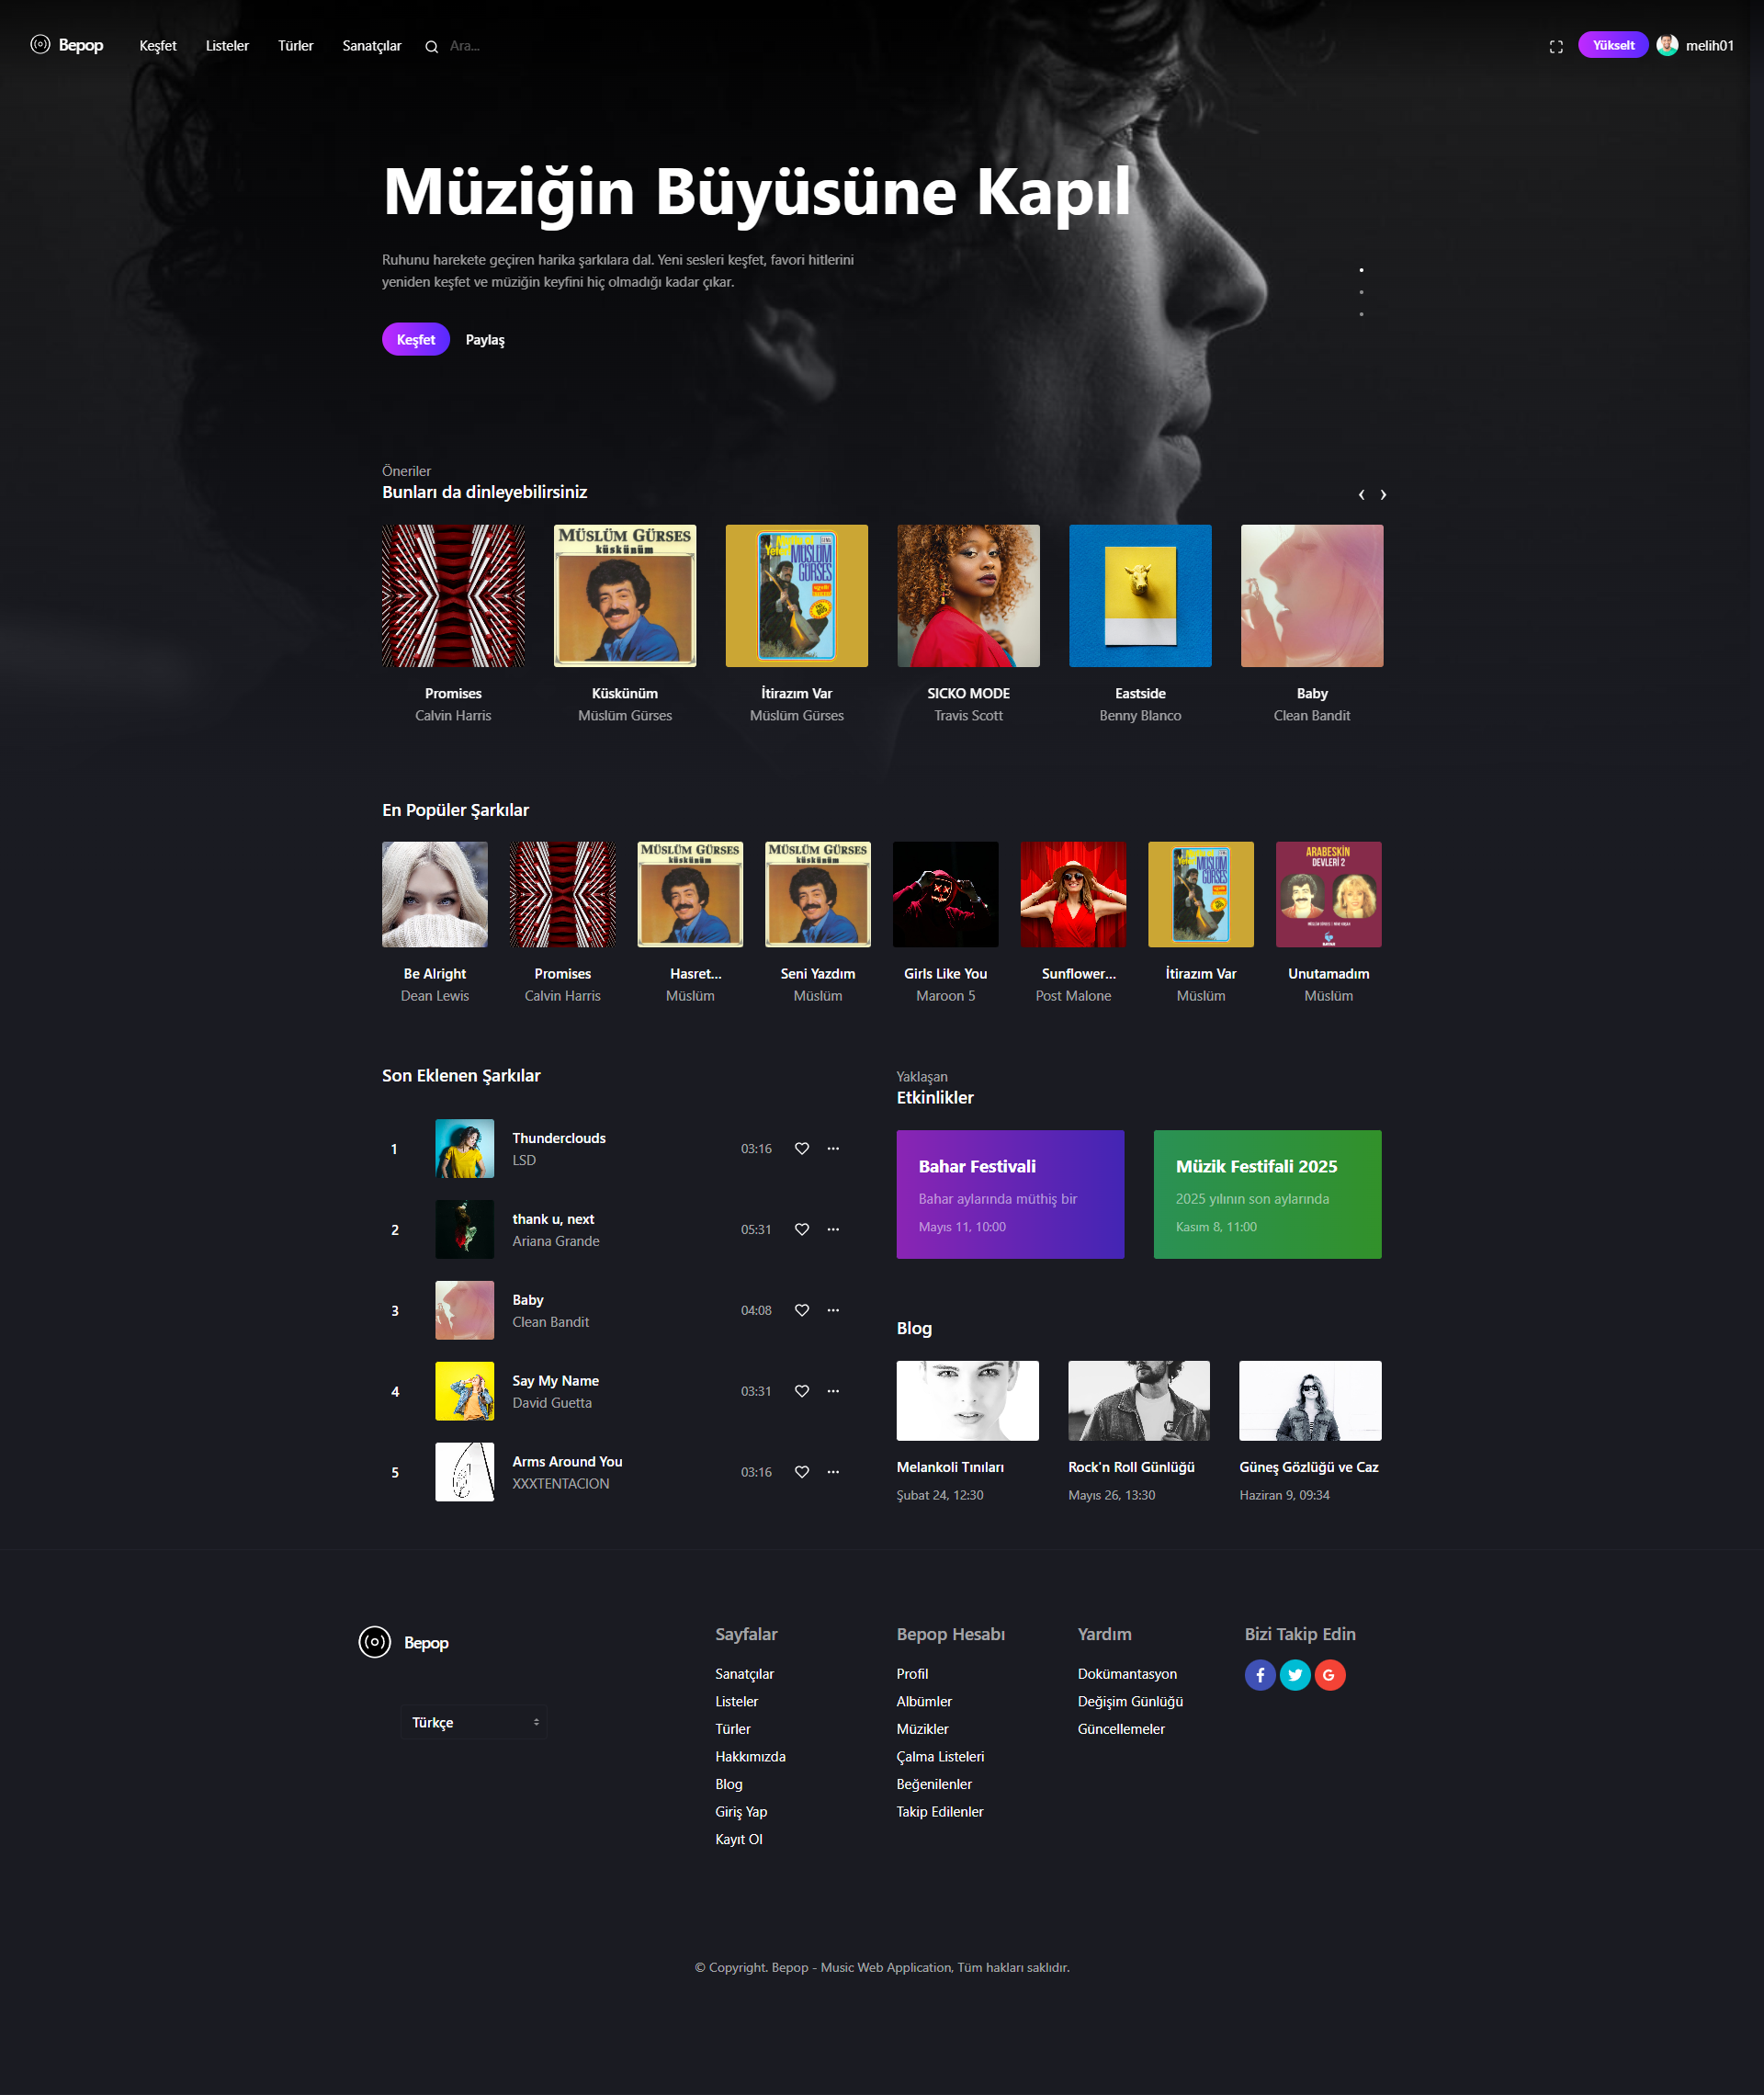 Bepop
Keşfet
Listeler
Türler
Sanatçılar
Ara...
Yükselt
melih01
Müziğin Büyüsüne Kapıl
Ruhunu harekete geçiren harika şarkılara dal. Yeni sesleri keşfet, favori hitlerini
yeniden keşfet ve müziğin keyfini hiç olmadığı kadar çıkar.
Keşfet
Paylaş
Öneriler
Bunları da dinleyebilirsiniz
MÜSLÜM GÜRSES
küskünüm
MÜSLÜM
GÜRSES
Promises
Calvin Harris
Küskünüm
Müslüm Gürses
İtirazım Var
Müslüm Gürses
SICKO MODE
Travis Scott
Eastside
Benny Blanco
Baby
Clean Bandit
En Popüler Şarkılar
MÜSLÜM GÜRSES
küskünüm
MÜSLÜM GÜRSES
küskünüm
MÜSLÜM
GÜRSES
ARABESKİN
DEVLERİ 2
Be Alright
Dean Lewis
Promises
Calvin Harris
Hasret...
Müslüm
Seni Yazdım
Müslüm
Girls Like You
Maroon 5
Sunflower...
Post Malone
İtirazım Var
Müslüm
Unutamadım
Müslüm
Son Eklenen Şarkılar
1
Thunderclouds
LSD
03:16
2
thank u, next
Ariana Grande
05:31
3
Baby
Clean Bandit
04:08
4
Say My Name
David Guetta
03:31
5
Arms Around You
XXXTENTACION
03:16
Yaklaşan
Etkinlikler
Bahar Festivali
Bahar aylarında müthiş bir
Mayıs 11, 10:00
Müzik Festifali 2025
2025 yılının son aylarında
Kasım 8, 11:00
Blog
Melankoli Tınıları
Şubat 24, 12:30
Rock'n Roll Günlüğü
Mayıs 26, 13:30
Güneş Gözlüğü ve Caz
Haziran 9, 09:34
Bepop
Türkçe
Sayfalar
Sanatçılar
Listeler
Türler
Hakkımızda
Blog
Giriş Yap
Kayıt Ol
Bepop Hesabı
Profil
Albümler
Müzikler
Çalma Listeleri
Beğenilenler
Takip Edilenler
Yardım
Dokümantasyon
Değişim Günlüğü
Güncellemeler
Bizi Takip Edin
© Copyright. Bepop - Music Web Application, Tüm hakları saklıdır.